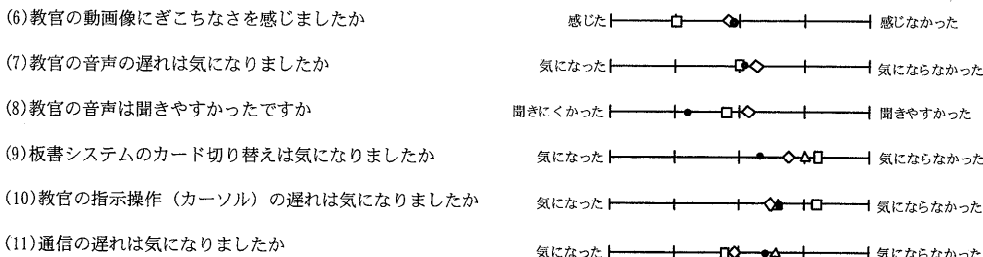 (6)教官の動画像にぎこちなさを感じましたか 感じた 感じなかった
(7)教官の音声の遅れは気になりましたか 気になった 気にならなかった
(8)教官の音声は聞きやすかったですか 聞きにくかった 聞きやすかった
(9)板書システムのカード切り替えは気になりましたか 気になった 気にならなかった
(10)教官の指示操作（カーソル）の遅れは気になりましたか 気になった 気にならなかった
(11)通信の遅れは気になりましたか 気になった 気にならなかった